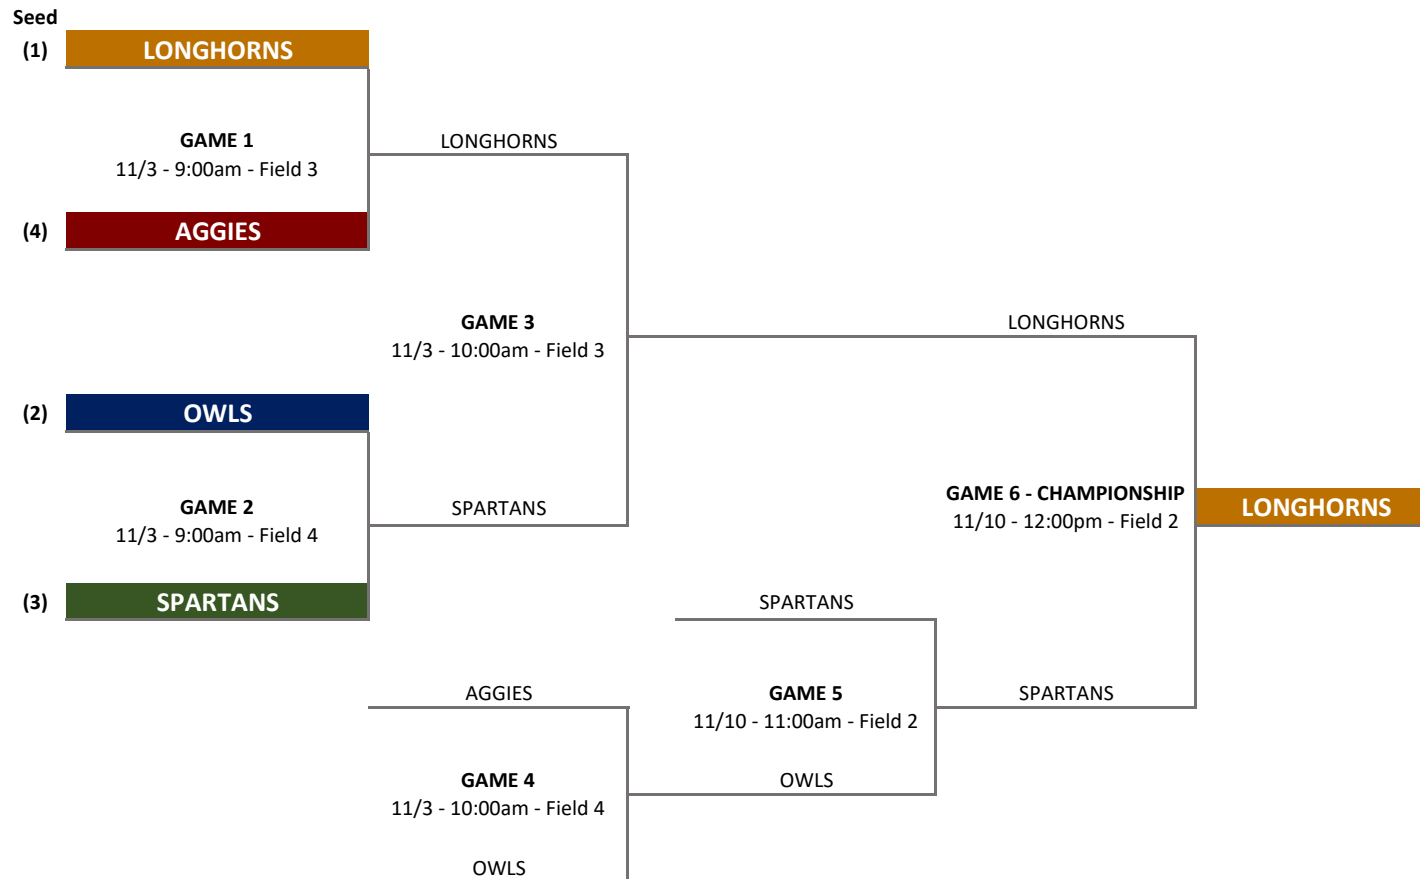 Seed
(1) LONGHORNS
GAME 1
11/3 - 9:00am - Field 3
LONGHORNS
(4) AGGIES
GAME 3
11/3 - 10:00am - Field 3
LONGHORNS
(2) OWLS
GAME 2
11/3 - 9:00am - Field 4
SPARTANS
GAME 6 - CHAMPIONSHIP
11/10 - 12:00pm - Field 2
LONGHORNS
(3) SPARTANS
SPARTANS
AGGIES
GAME 5
11/10 - 11:00am - Field 2
SPARTANS
GAME 4
11/3 - 10:00am - Field 4
OWLS
OWLS